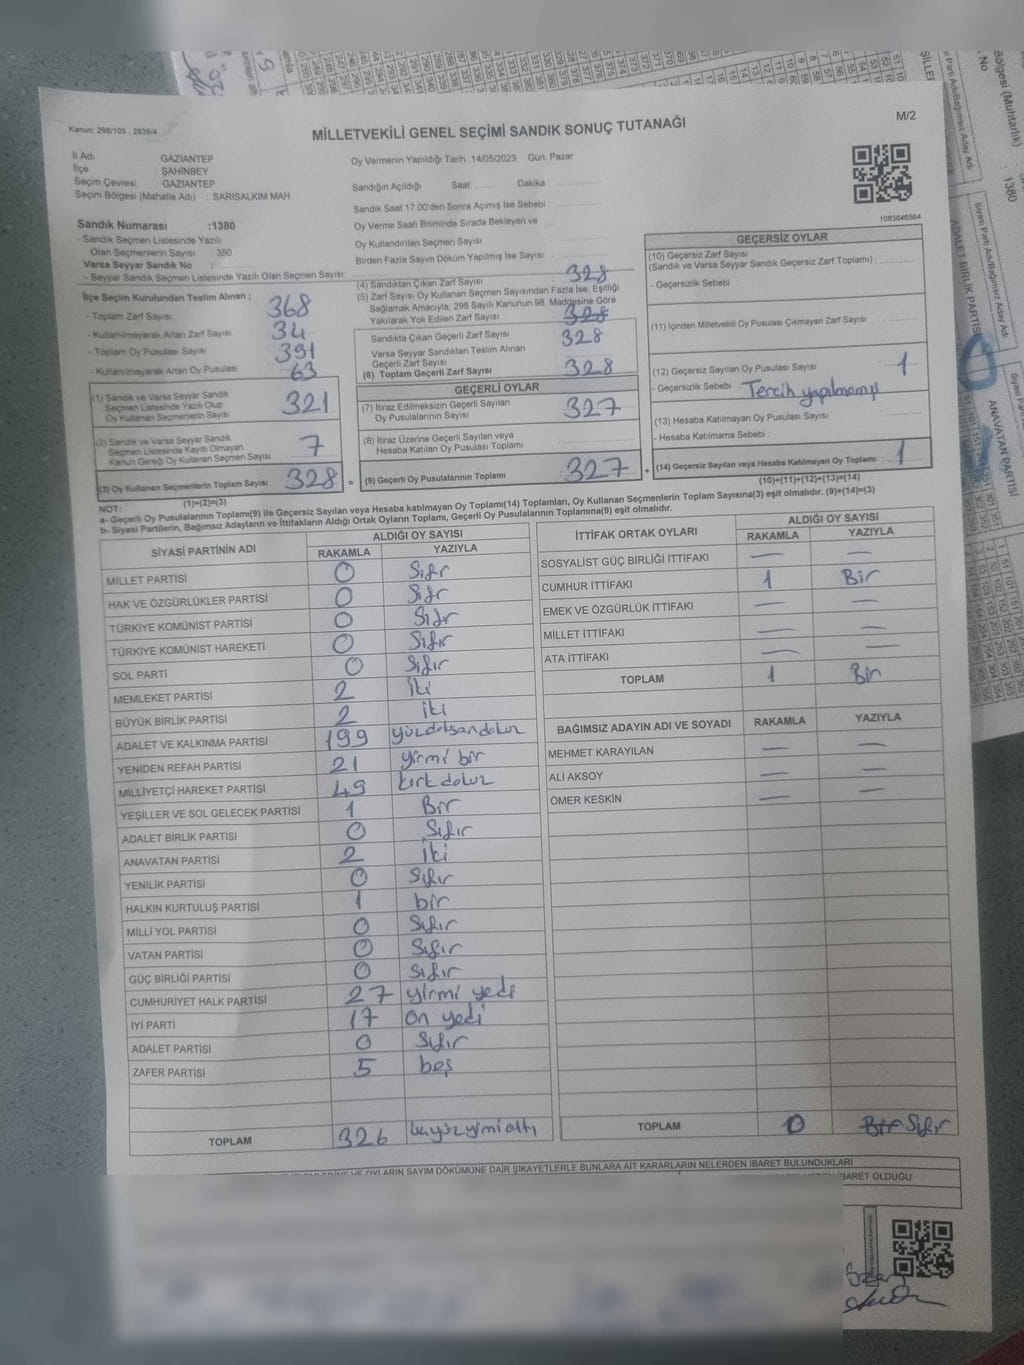 Kanun: 298/105, 2839/4
MİLLETVEKİLİ GENEL SEÇİMİ SANDIK SONUÇ TUTANAĞI
M/2
İl Adı : GAZİANTEP
İlçe : ŞAHİNBEY
Seçim Çevresi : GAZİANTEP
Seçim Bölgesi (Mahalle Adı) : SARISALKIM MAH
Sandık Numarası :1380
- Sandık Seçmen Listesinde Yazılı
Olan Seçmenlerin Sayısı 350
Varsa Seyyar Sandık No :
- Seyyar Sandık Seçmen Listesinde Yazılı Olan Seçmen Sayısı:
Oy Vermenin Yapıldığı Tarih :14/05/2023 Gün: Pazar
Sandığın Açıldığı Saat: Dakika
Sandık Saat 17:00'den Sonra Açılmış İse Sebebi :
Oy Verme Saati Bitiminde Sırada Bekleyen ve
Oy Kullandırılan Seçmen Sayısı
Birden Fazla Sayım Döküm Yapılmış İse Sayısı :
1083646564
İlçe Seçim Kurulundan Teslim Alınan :
- Toplam Zarf Sayısı 368
- Kullanılmayarak Artan Zarf Sayısı 34
- Toplam Oy Pusulası Sayısı 391
- Kullanılmayarak Artan Oy Pusulası 63
(1) Sandık ve Varsa Seyyar Sandık
Seçmen Listesinde Yazılı Olup
Oy Kullanan Seçmenlerin Sayısı 321
(2) Sandık ve Varsa Seyyar Sandık
Seçmen Listesinde Kayıtlı Olmayan
Kanun Gereği Oy Kullanan Seçmen Sayısı 7
(3) Oy Kullanan Seçmenlerin Toplam Sayısı 328
(1)+(2)=(3)
(4) Sandıktan Çıkan Zarf Sayısı 328
(5) Zarf Sayısı Oy Kullanan Seçmen Sayısından Fazla İse, Eşitliği
Sağlamak Amacıyla, 298 Sayılı Kanunun 98. Maddesine Göre
Yakılarak Yok Edilen Zarf Sayısı 328
Sandıkta Çıkan Geçerli Zarf Sayısı 328
Varsa Seyyar Sandıktan Teslim Alınan
Geçerli Zarf Sayısı
(6) Toplam Geçerli Zarf Sayısı 328
GEÇERLİ OYLAR
(7) İtiraz Edilmeksizin Geçerli Sayılan
Oy Pusulalarının Sayısı 327
(8) İtiraz Üzerine Geçerli Sayılan veya
Hesaba Katılan Oy Pusulası Toplamı
= (9) Geçerli Oy Pusulalarının Toplamı 327 +
GEÇERSİZ OYLAR
(10) Geçersiz Zarf Sayısı
(Sandık ve Varsa Seyyar Sandık Geçersiz Zarf Toplamı) :
- Geçersizlik Sebebi :
(11) İçinden Milletvekili Oy Pusulası Çıkmayan Zarf Sayısı
(12) Geçersiz Sayılan Oy Pusulası Sayısı 1
- Geçersizlik Sebebi : Tercih yapılmamış
(13) Hesaba Katılmayan Oy Pusulası Sayısı
- Hesaba Katılmama Sebebi :
(14) Geçersiz Sayılan veya Hesaba Katılmayan Oy Toplamı : 1
(10)+(11)+(12)+(13)=(14)
NOT:
a- Geçerli Oy Pusulalarının Toplamı(9) ile Geçersiz Sayılan veya Hesaba katılmayan Oy Toplamı(14) Toplamları, Oy Kullanan Seçmenlerin Toplam Sayısına(3) eşit olmalıdır. (9)+(14)=(3)
b- Siyasi Partilerin, Bağımsız Adayların ve İttifakların Aldığı Ortak Oyların Toplamı, Geçerli Oy Pusulalarının Toplamına(9) eşit olmalıdır.
SİYASİ PARTİNİN ADI ALDIĞI OY SAYISI
RAKAMLA YAZIYLA
MİLLET PARTİSİ 0 Sıfır
HAK VE ÖZGÜRLÜKLER PARTİSİ 0 Sıfır
TÜRKİYE KOMÜNİST PARTİSİ 0 Sıfır
TÜRKİYE KOMÜNİST HAREKETİ 0 Sıfır
SOL PARTİ 0 Sıfır
MEMLEKET PARTİSİ 2 İki
BÜYÜK BİRLİK PARTİSİ 2 iki
ADALET VE KALKINMA PARTİSİ 199 yüzdoksandokuz
YENİDEN REFAH PARTİSİ 21 yirmi bir
MİLLİYETÇİ HAREKET PARTİSİ 49 kırk dokuz
YEŞİLLER VE SOL GELECEK PARTİSİ 1 Bir
ADALET BİRLİK PARTİSİ 0 Sıfır
ANAVATAN PARTİSİ 2 İki
YENİLİK PARTİSİ 0 Sıfır
HALKIN KURTULUŞ PARTİSİ 1 bir
MİLLİ YOL PARTİSİ 0 Sıfır
VATAN PARTİSİ 0 Sıfır
GÜÇ BİRLİĞİ PARTİSİ 0 Sıfır
CUMHURİYET HALK PARTİSİ 27 yirmi yedi
İYİ PARTİ 17 On yedi
ADALET PARTİSİ 0 Sıfır
ZAFER PARTİSİ 5 beş
TOPLAM 326 üçyüzyirmialtı
İTTİFAK ORTAK OYLARI ALDIĞI OY SAYISI
RAKAMLA YAZIYLA
SOSYALİST GÜÇ BİRLİĞİ İTTİFAKI — —
CUMHUR İTTİFAKI 1 Bir
EMEK VE ÖZGÜRLÜK İTTİFAKI — —
MİLLET İTTİFAKI — —
ATA İTTİFAKI — —
TOPLAM 1 Bir
BAĞIMSIZ ADAYIN ADI VE SOYADI RAKAMLA YAZIYLA
MEHMET KARAYILAN — —
ALİ AKSOY — —
ÖMER KESKİN — —
TOPLAM 0 Bir Sıfır
OYLARIN SAYIM DÖKÜMÜNE DAİR ŞİKAYETLERLE BUNLARA AİT KARARLARIN NELERDEN İBARET BULUNDUKLARI
İBARET OLDUĞU
ADALET BİRLİK PARTİSİ
ANAVATAN PARTİSİ
Siyasi Parti Adı/Bağımsız Aday Adı
Bölgesi (Muhtarlık) :
No : 1380